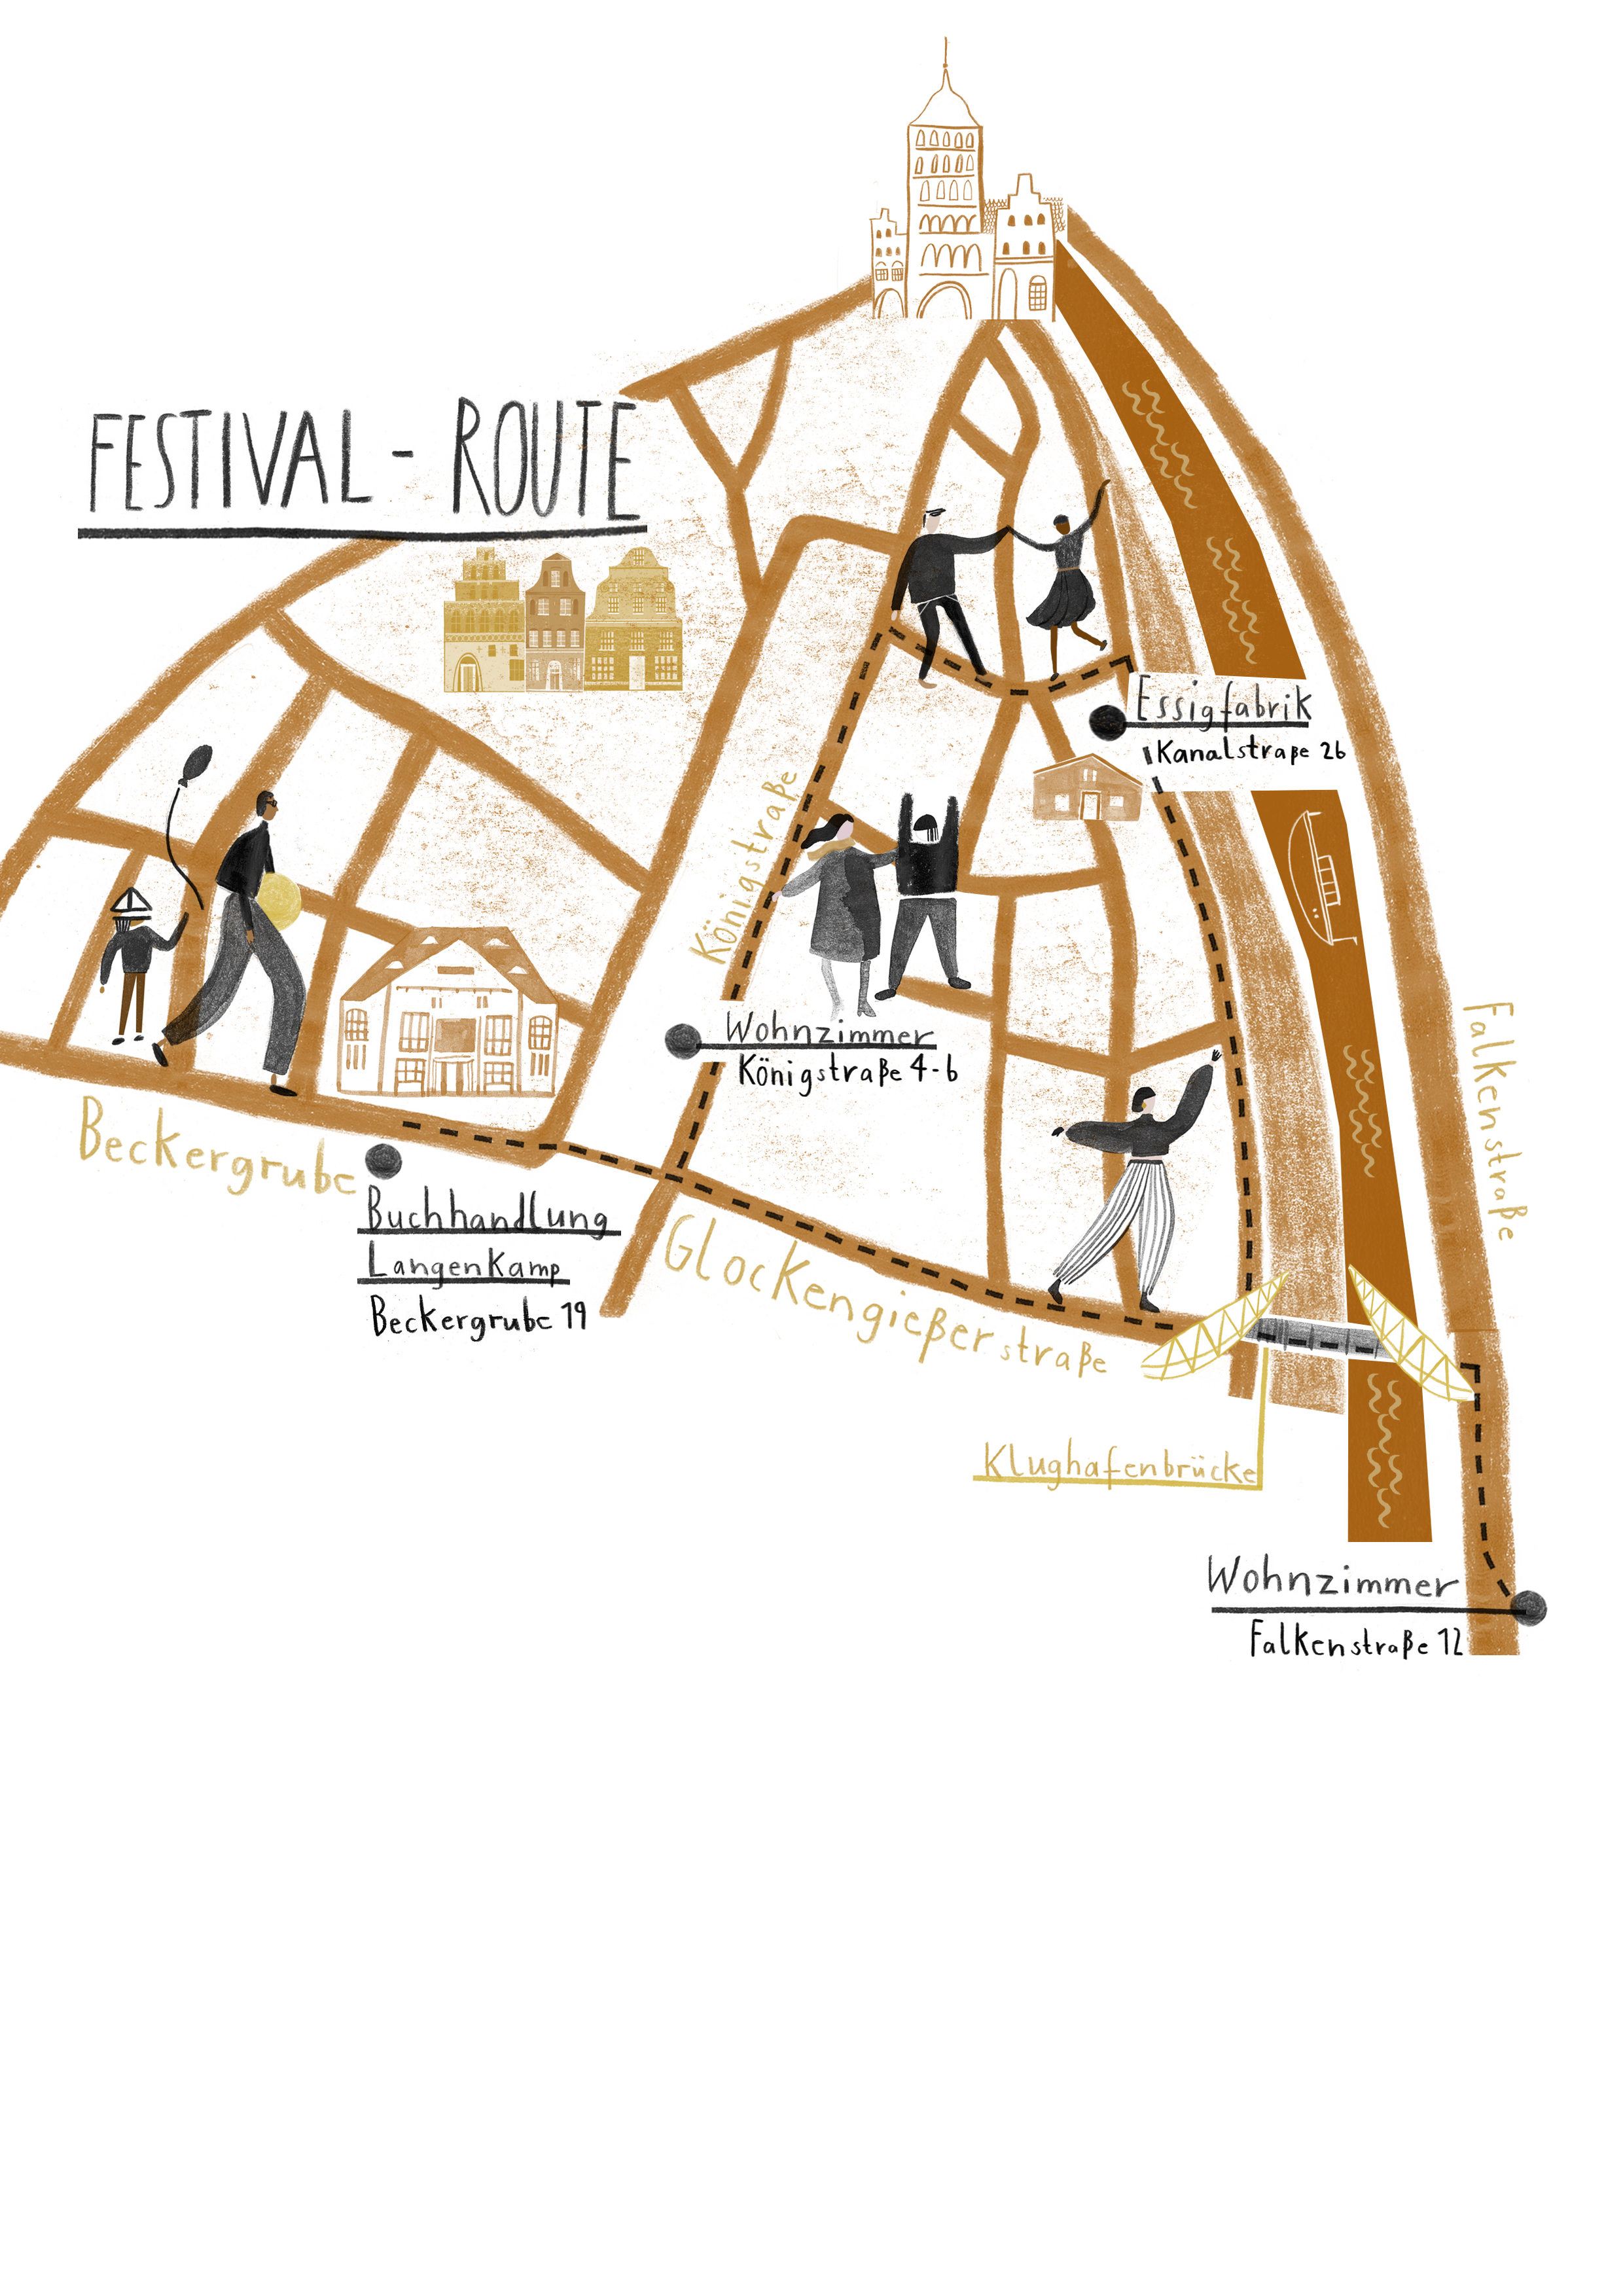 FESTIVAL - ROUTE
Essigfabrik
Kanalstraße 26
Königstraße
Wohnzimmer
Königstraße 4-6
Falkenstraße
Beckergrube
Buchhandlung
Langenkamp
Beckergrube 19
Glockengießerstraße
Klughafenbrücke
Wohnzimmer
Falkenstraße 12